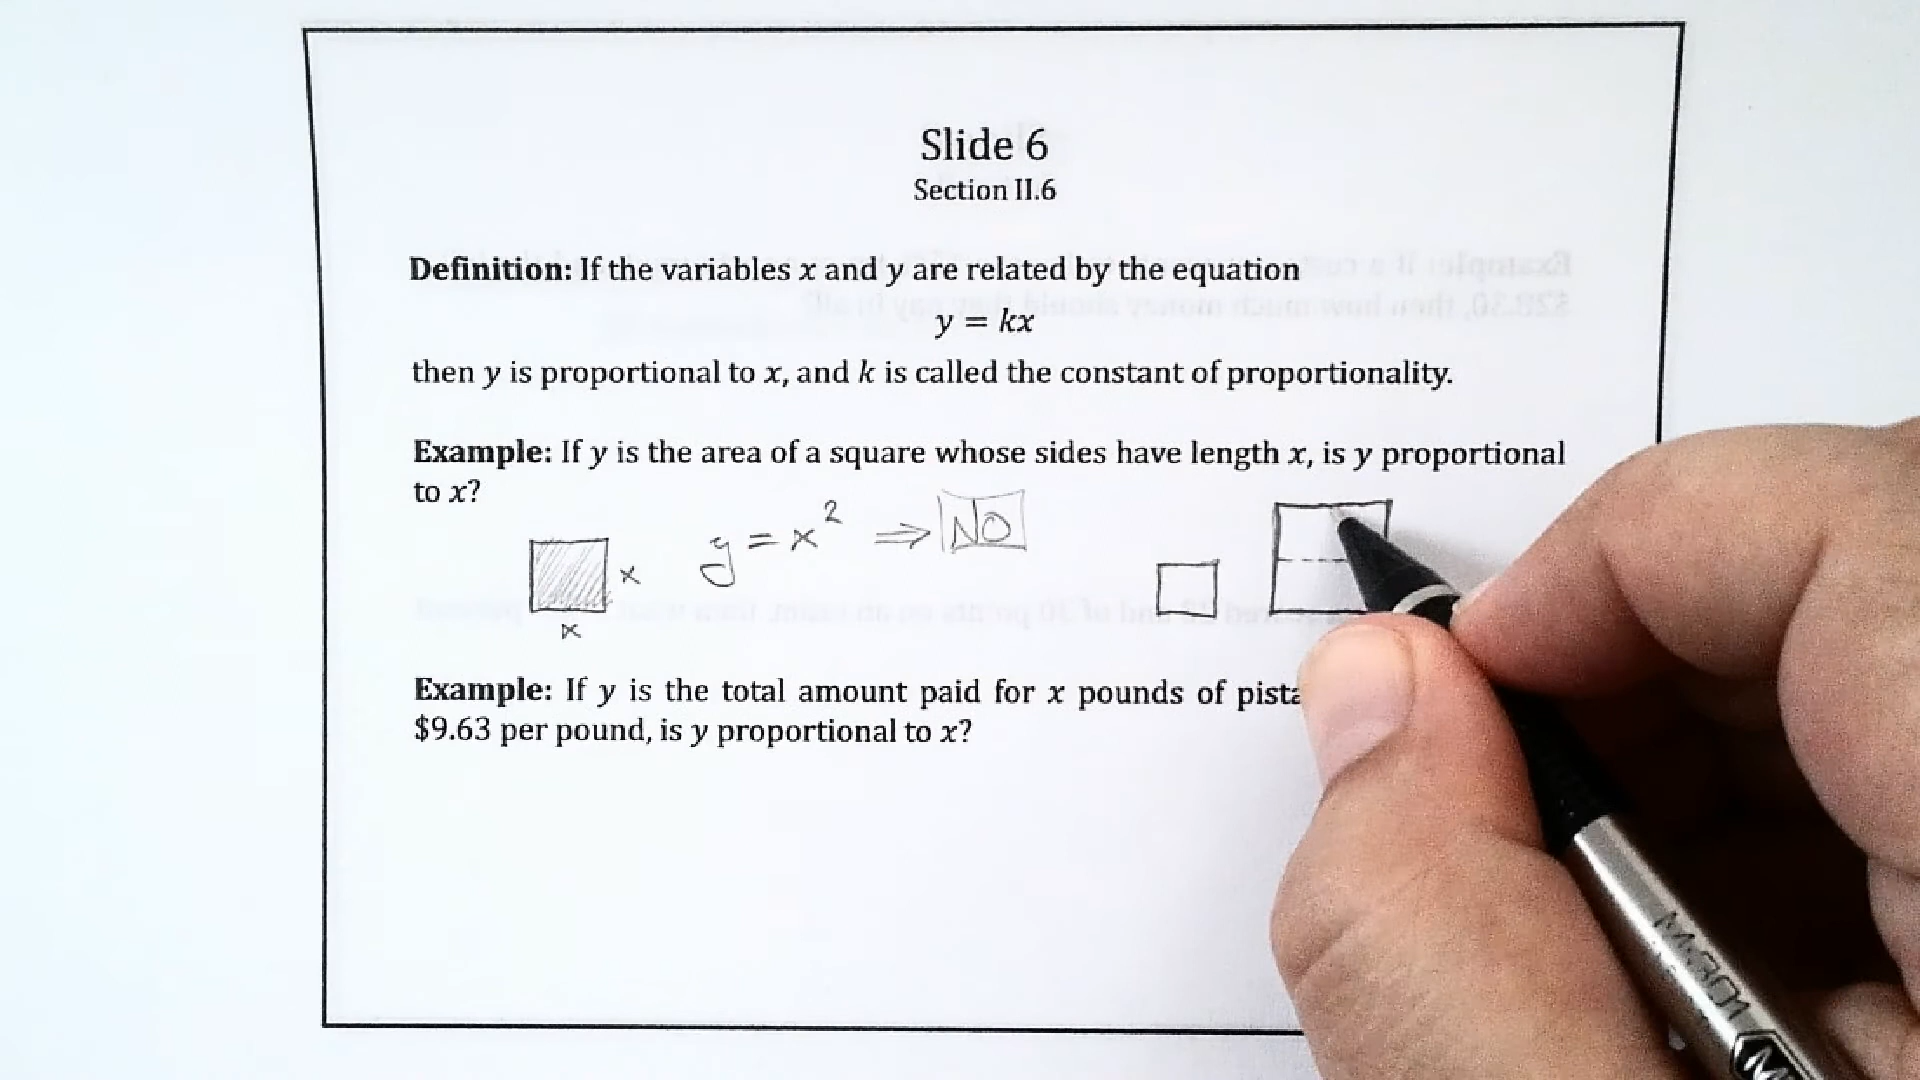 Slide 6
Section II.6
Definition: If the variables x and y are related by the equation
y = kx
then y is proportional to x, and k is called the constant of proportionality.
Example: If y is the area of a square whose sides have length x, is y proportional
to x?
y = x² ⇒ NO
x
x
Example: If y is the total amount paid for x pounds of
$9.63 per pound, is y proportional to x?